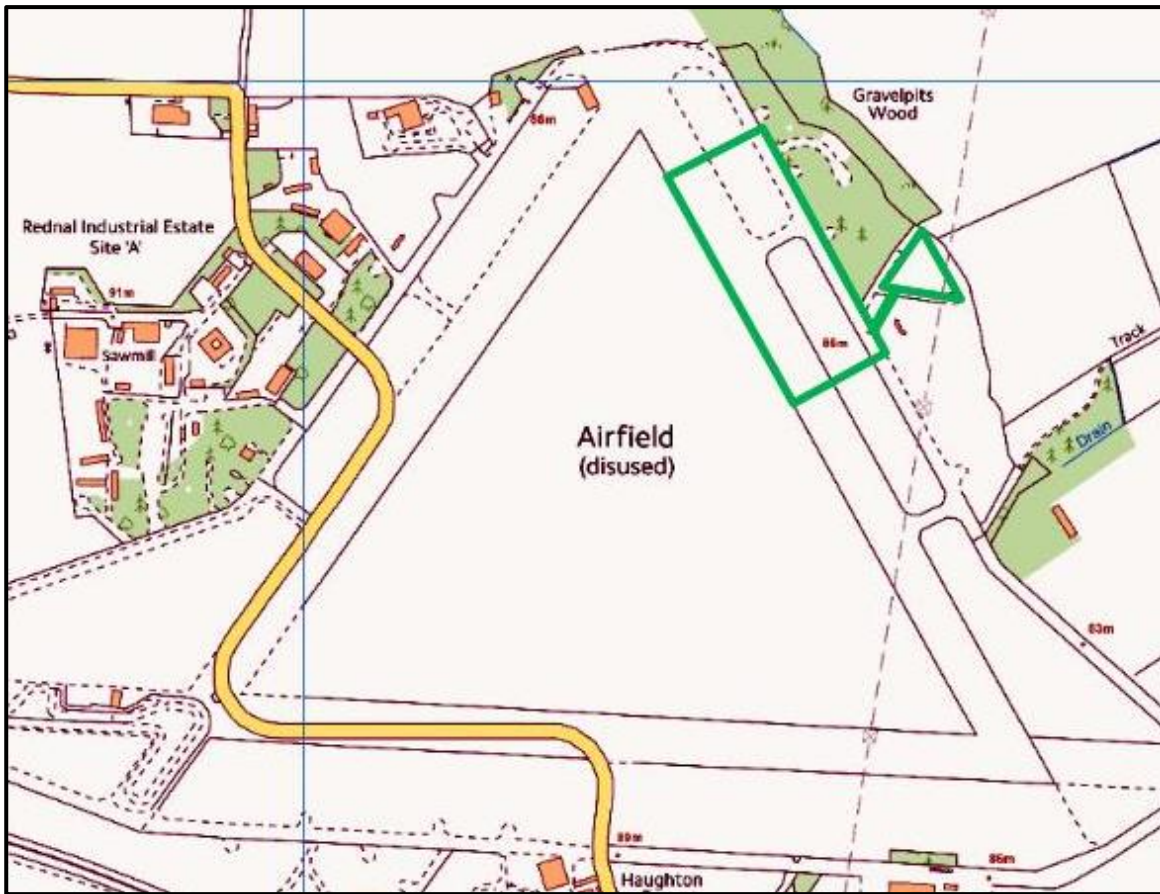 Gravelpits
Wood
86m
Rednal Industrial Estate
Site 'A'
91m
Sawmill
86m
Track
Drain
Airfield
(disused)
83m
89m
86m
Haughton